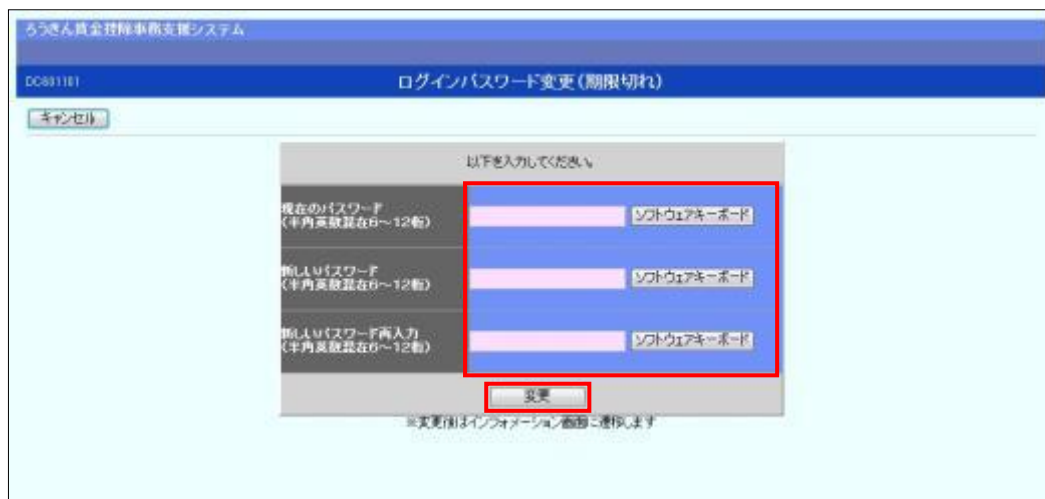 ろうきん賃金控除事務支援システム
DC801101
ログインパスワード変更(期限切れ)
キャンセル
以下を入力してください。
現在のパスワード
(半角英数混在6~12桁)
ソフトウェアキーボード
新しいパスワード
(半角英数混在6~12桁)
ソフトウェアキーボード
新しいパスワード再入力
(半角英数混在6~12桁)
ソフトウェアキーボード
変更
※変更後はインフォメーション画面に遷移します